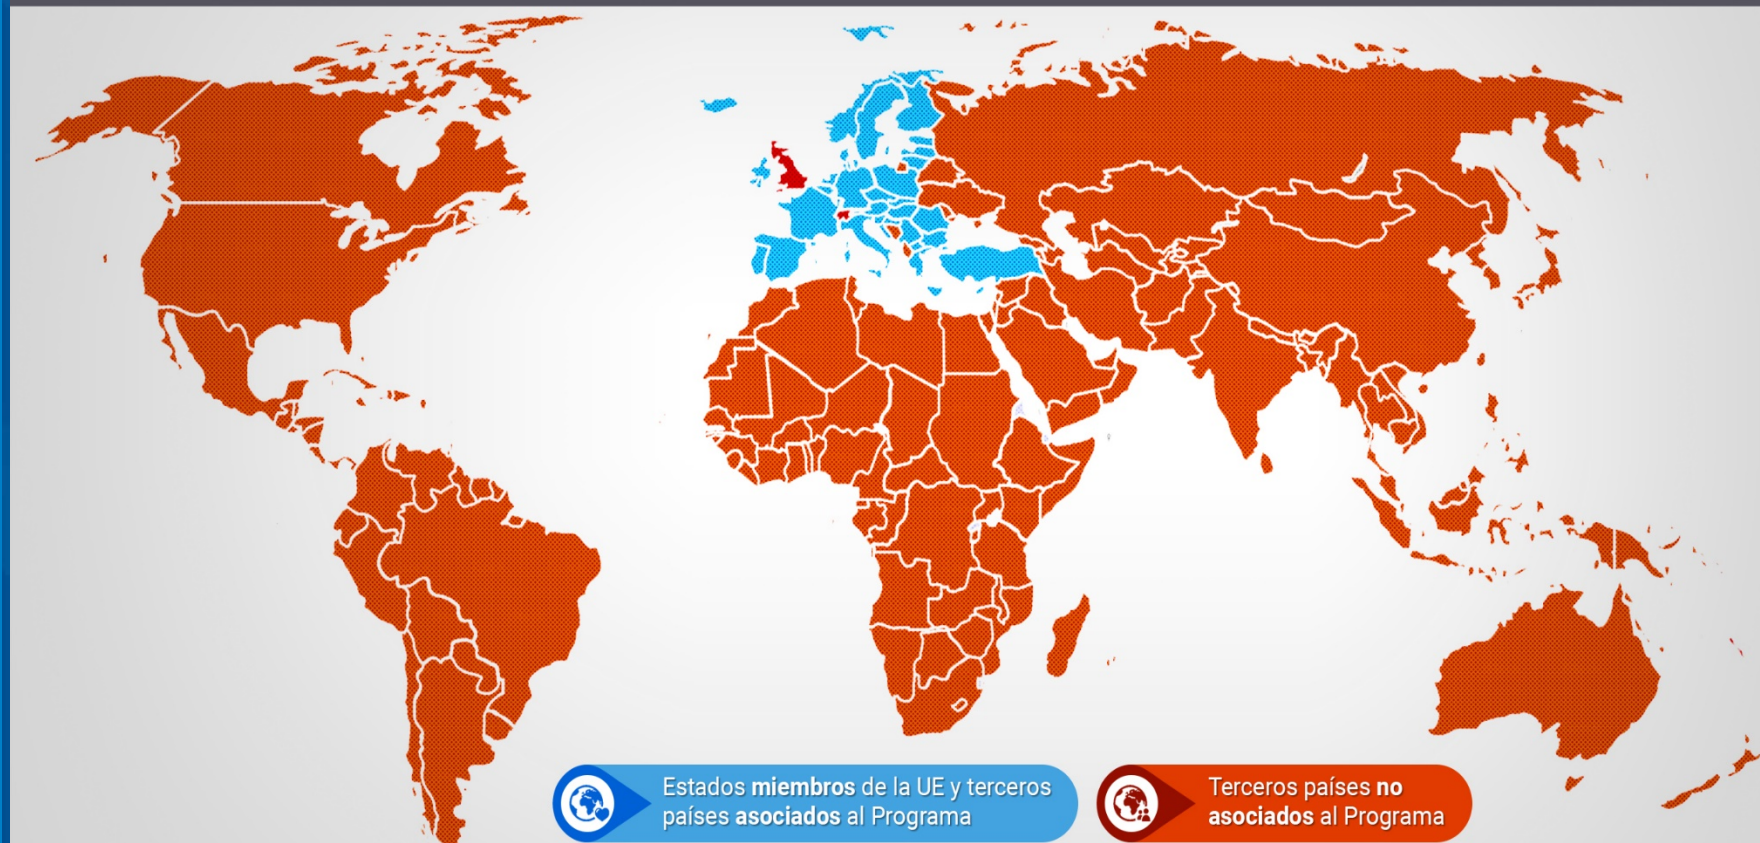 Estados miembros de la UE y terceros
países asociados al Programa
Terceros países no
asociados al Programa